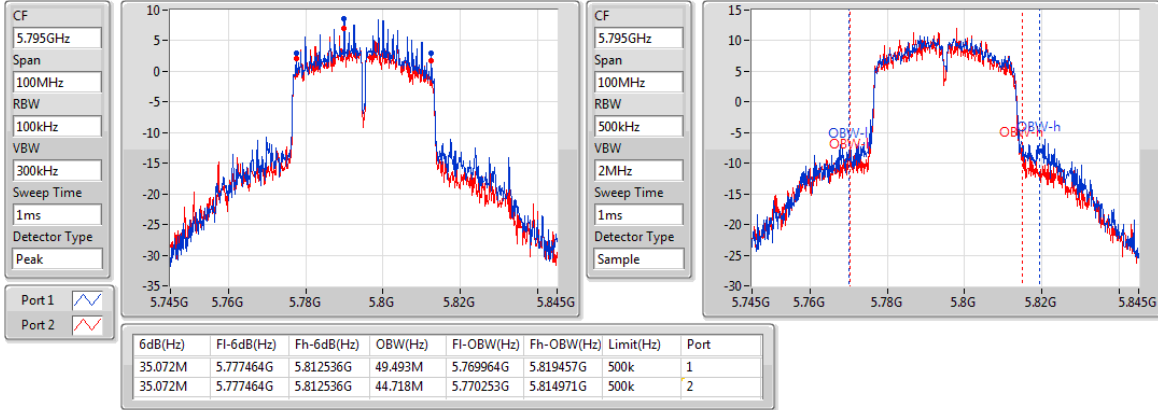 CF
5.795GHz
Span
100MHz
RBW
100kHz
VBW
300kHz
Sweep Time
1ms
Detector Type
Peak
Port 1
Port 2
10
5
0
-5
-10
-15
-20
-25
-30
-35
5.745G 5.76G 5.78G 5.8G 5.82G 5.845G
CF
5.795GHz
Span
100MHz
RBW
500kHz
VBW
2MHz
Sweep Time
1ms
Detector Type
Sample
15
10
5
0
-5
-10
-15
-20
-25
-30
OBW-l
OBW-h
5.745G 5.76G 5.78G 5.8G 5.82G 5.845G
6dB(Hz) Fl-6dB(Hz) Fh-6dB(Hz) OBW(Hz) Fl-OBW(Hz) Fh-OBW(Hz) Limit(Hz) Port
35.072M 5.777464G 5.812536G 49.493M 5.769964G 5.819457G 500k 1
35.072M 5.777464G 5.812536G 44.718M 5.770253G 5.814971G 500k 2